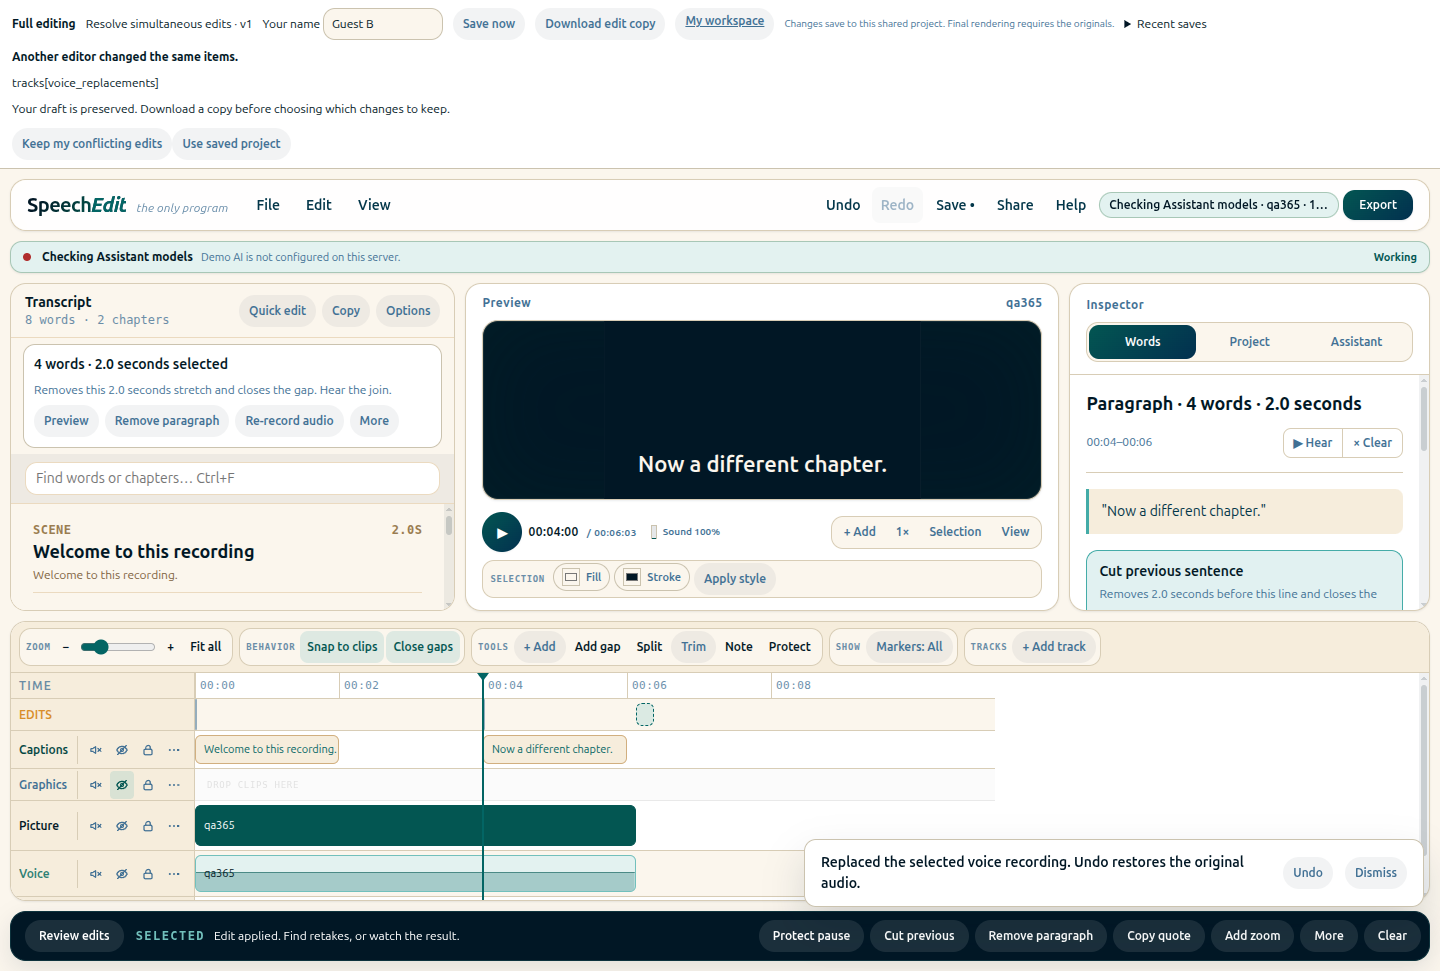 Full editing Resolve simultaneous edits · v1 Your name Guest B Save now Download edit copy My workspace Changes save to this shared project. Final rendering requires the originals. ▶ Recent saves
Another editor changed the same items.
tracks[voice_replacements]
Your draft is preserved. Download a copy before choosing which changes to keep.
Keep my conflicting edits Use saved project
SpeechEdit the only program File Edit View Undo Redo Save • Share Help Checking Assistant models · qa365 · 1… Export
Checking Assistant models Demo AI is not configured on this server. Working
Transcript
8 words · 2 chapters
Quick edit Copy Options
4 words · 2.0 seconds selected
Removes this 2.0 seconds stretch and closes the gap. Hear the join.
Preview Remove paragraph Re-record audio More
Find words or chapters… Ctrl+F
SCENE 2.0S
Welcome to this recording
Welcome to this recording.
Preview qa365
Now a different chapter.
▶ 00:04:00 / 00:06:03 Sound 100% + Add 1× Selection View
SELECTION Fill Stroke Apply style
Inspector
Words Project Assistant
Paragraph · 4 words · 2.0 seconds
00:04–00:06 ▶ Hear × Clear
"Now a different chapter."
Cut previous sentence
Removes 2.0 seconds before this line and closes the
ZOOM − + Fit all BEHAVIOR Snap to clips Close gaps TOOLS + Add Add gap Split Trim Note Protect SHOW Markers: All TRACKS + Add track
TIME 00:00 00:02 00:04 00:06 00:08
EDITS
Captions Welcome to this recording. Now a different chapter.
Graphics DROP CLIPS HERE
Picture qa365
Voice qa365
Replaced the selected voice recording. Undo restores the original
audio.
Undo Dismiss
Review edits SELECTED Edit applied. Find retakes, or watch the result. Protect pause Cut previous Remove paragraph Copy quote Add zoom More Clear